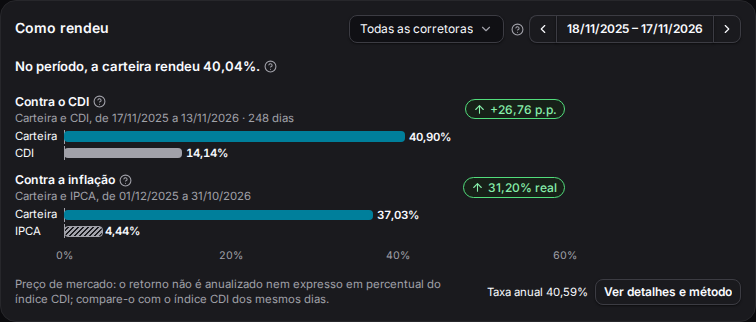 Como rendeu
Todas as corretoras
18/11/2025 – 17/11/2026
No período, a carteira rendeu 40,04%.
Contra o CDI
+26,76 p.p.
Carteira e CDI, de 17/11/2025 a 13/11/2026 · 248 dias
Carteira
40,90%
CDI
14,14%
Contra a inflação
31,20% real
Carteira e IPCA, de 01/12/2025 a 31/10/2026
Carteira
37,03%
IPCA
4,44%
0%
20%
40%
60%
Preço de mercado: o retorno não é anualizado nem expresso em percentual do
índice CDI; compare-o com o índice CDI dos mesmos dias.
Taxa anual 40,59%
Ver detalhes e método